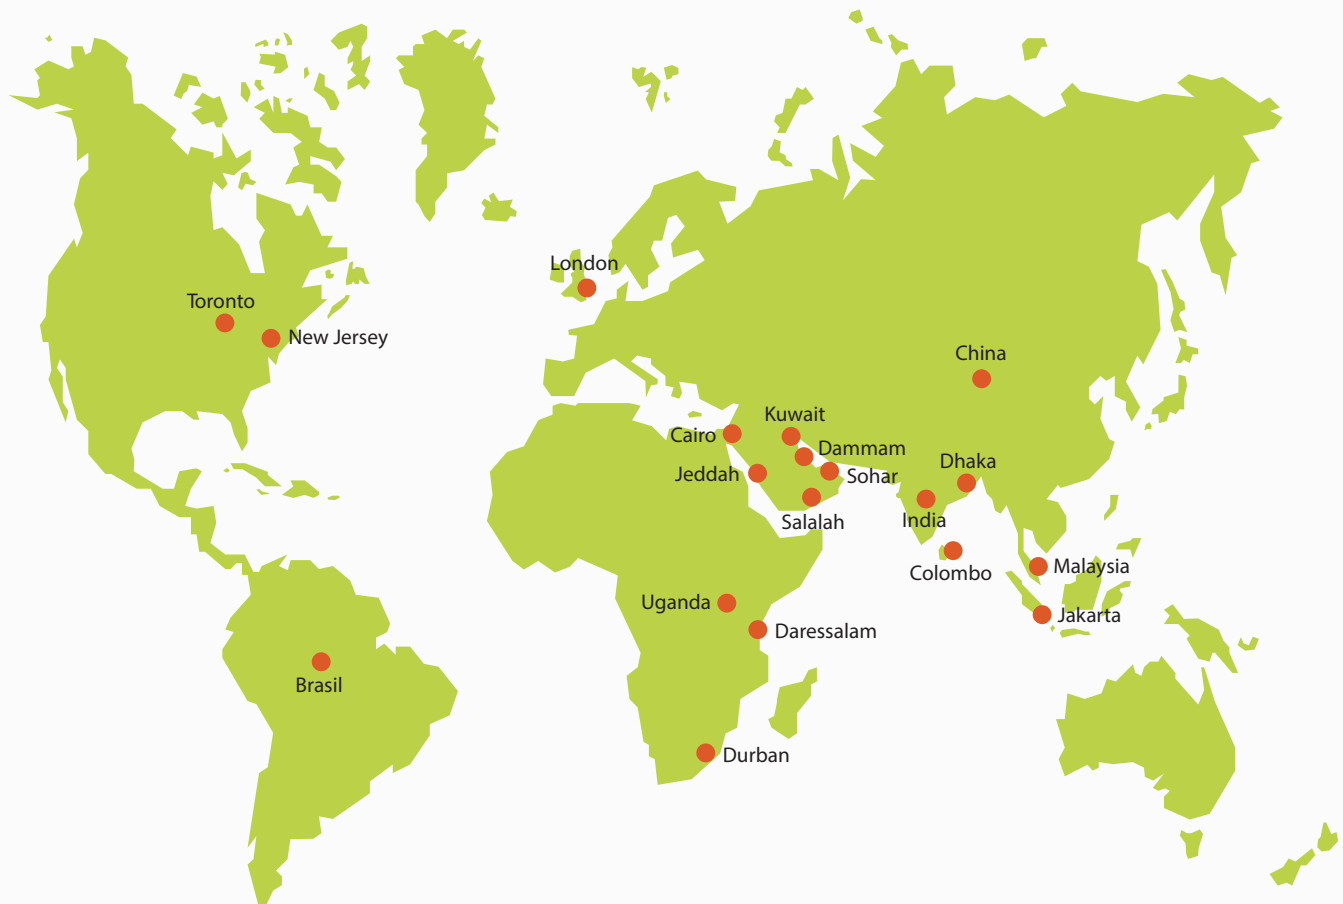 London
Toronto
New Jersey
China
Kuwait
Cairo
Dammam
Dhaka
Jeddah
Sohar
Salalah
India
Malaysia
Colombo
Uganda
Jakarta
Daressalam
Brasil
Durban